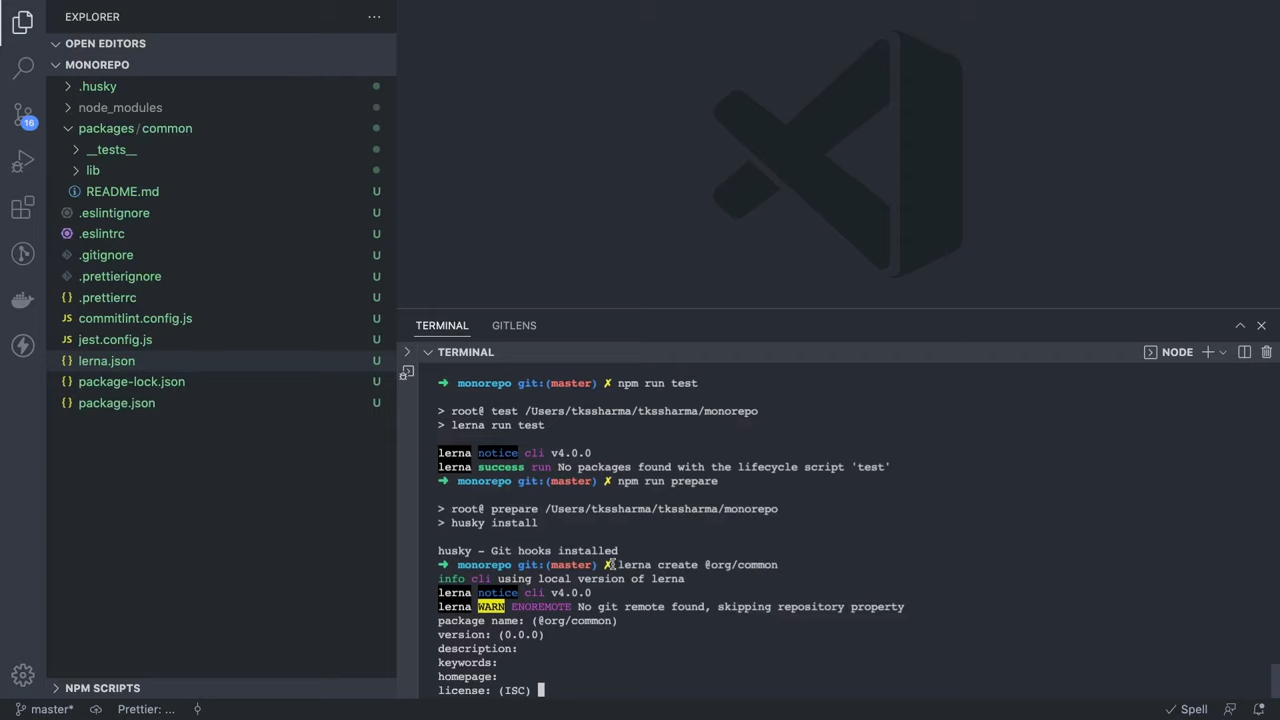 EXPLORER
OPEN EDITORS
MONOREPO
.husky
node_modules
packages/common
__tests__
lib
README.md U
.eslintignore U
.eslintrc U
.gitignore U
.prettierignore U
.prettierrc U
JS commitlint.config.js U
JS jest.config.js U
{} lerna.json U
{} package-lock.json U
{} package.json U
16
NPM SCRIPTS
TERMINAL GITLENS
TERMINAL
NODE
➜ monorepo git:(master) ✗ npm run test
> root@ test /Users/tkssharma/tkssharma/monorepo
> lerna run test
lerna notice cli v4.0.0
lerna success run No packages found with the lifecycle script 'test'
➜ monorepo git:(master) ✗ npm run prepare
> root@ prepare /Users/tkssharma/tkssharma/monorepo
> husky install
husky - Git hooks installed
➜ monorepo git:(master) ✗ lerna create @org/common
info cli using local version of lerna
lerna notice cli v4.0.0
lerna WARN ENOREMOTE No git remote found, skipping repository property
package name: (@org/common)
version: (0.0.0)
description:
keywords:
homepage:
license: (ISC)
master* Prettier: ... Spell